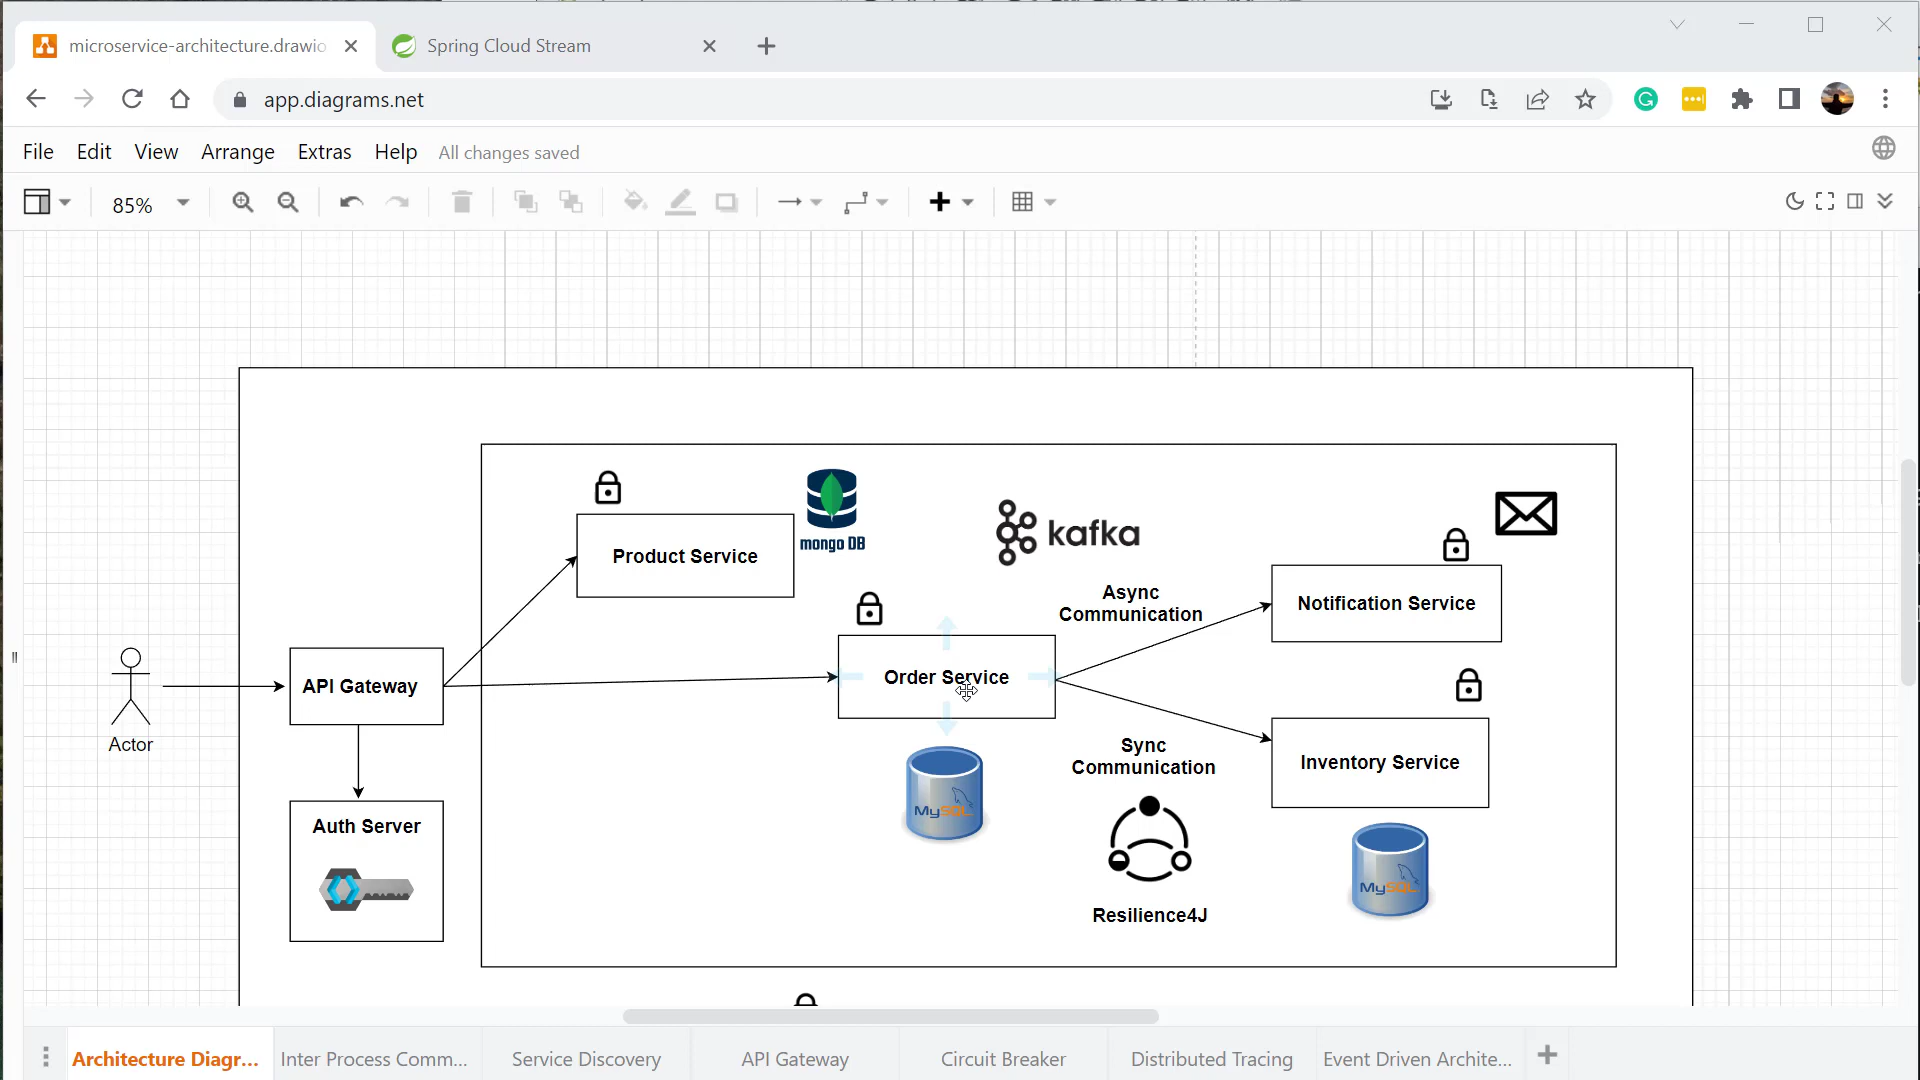 microservice-architecture.drawio
Spring Cloud Stream
app.diagrams.net
File Edit View Arrange Extras Help All changes saved
85%
mongo DB
Product Service
kafka
Async
Communication
Notification Service
Order Service
API Gateway
Actor
Sync
Communication
Inventory Service
MySQL
Auth Server
MySQL
Resilience4J
Architecture Diagr...
Inter Process Comm...
Service Discovery
API Gateway
Circuit Breaker
Distributed Tracing
Event Driven Archite...